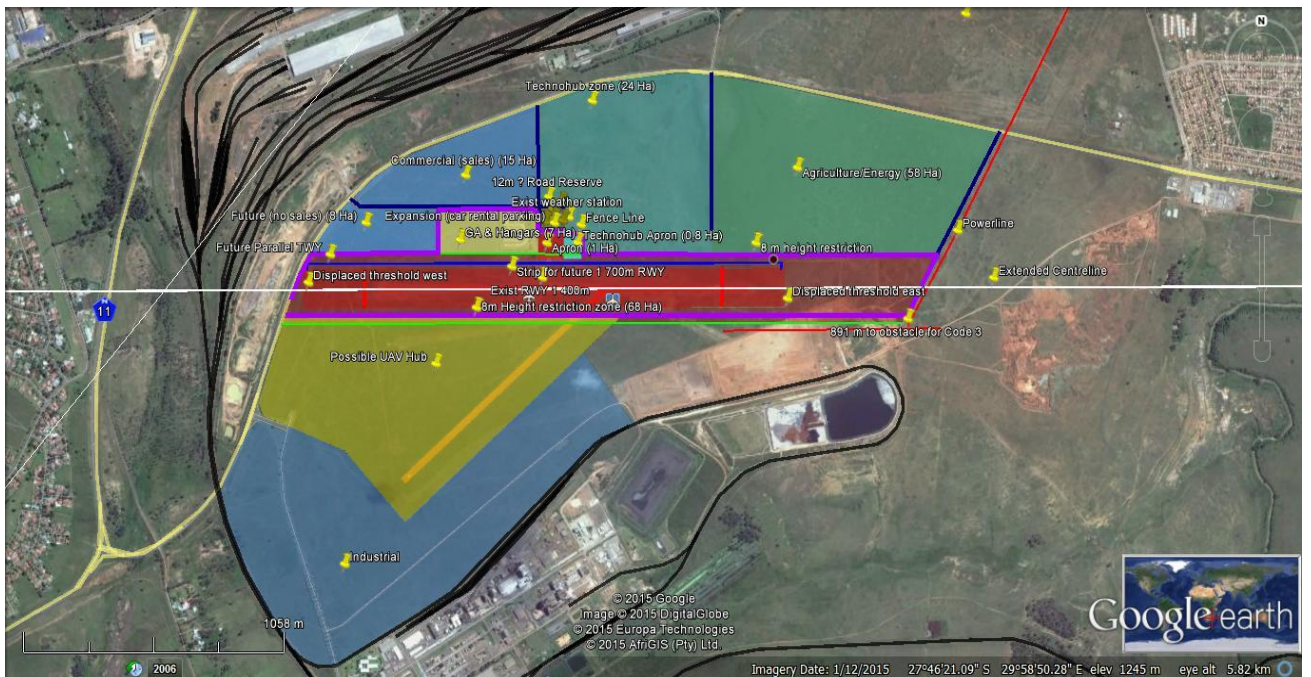 N
Technohub zone (24 Ha)
Commercial (sales) (15 Ha)
Agriculture/Energy (58 Ha)
12m ? Road Reserve
Exist weather station
Future (no sales) (8 Ha)
Expansion (car rental parking)
Fence Line
Powerline
GA & Hangars (7 Ha)
Technohub Apron (0,8 Ha)
Future Parallel TWY
Apron (1 Ha)
8 m height restriction
Displaced threshold west
Strip for future 1 700m RWY
Extended Centreline
Exist RWY 1 400m
Displaced threshold east
11
8m Height restriction zone (68 Ha)
891 m to obstacle for Code 3
Possible UAV Hub
Industrial
© 2015 Google
Image © 2015 DigitalGlobe
© 2015 Europa Technologies
© 2015 AfriGIS (Pty) Ltd.
Google earth
1058 m
2006
Imagery Date: 1/12/2015 27°46'21.09" S 29°58'50.28" E elev 1245 m eye alt 5.82 km